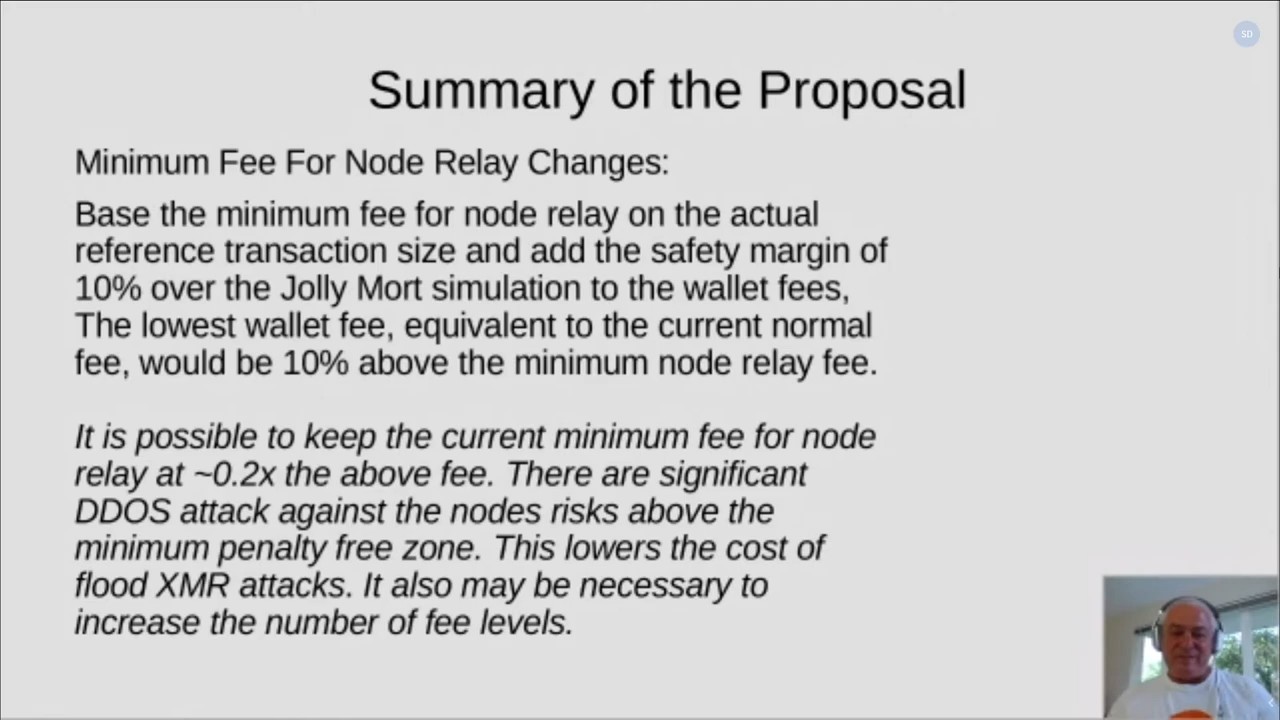 SD
Summary of the Proposal
Minimum Fee For Node Relay Changes:
Base the minimum fee for node relay on the actual
reference transaction size and add the safety margin of
10% over the Jolly Mort simulation to the wallet fees,
The lowest wallet fee, equivalent to the current normal
fee, would be 10% above the minimum node relay fee.
It is possible to keep the current minimum fee for node
relay at ~0.2x the above fee. There are significant
DDOS attack against the nodes risks above the
minimum penalty free zone. This lowers the cost of
flood XMR attacks. It also may be necessary to
increase the number of fee levels.